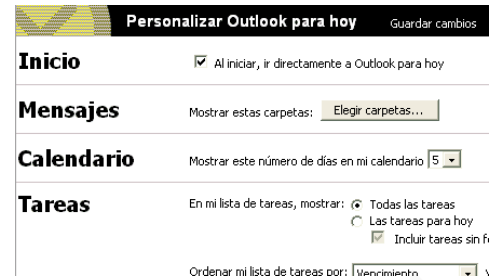 Personalizar Outlook para hoy Guardar cambios
Inicio Al iniciar, ir directamente a Outlook para hoy
Mensajes Mostrar estas carpetas: Elegir carpetas...
Calendario Mostrar este número de días en mi calendario 5
Tareas En mi lista de tareas, mostrar: Todas las tareas
Las tareas para hoy
Incluir tareas sin
Ordenar mi lista de tareas por: Vencimiento